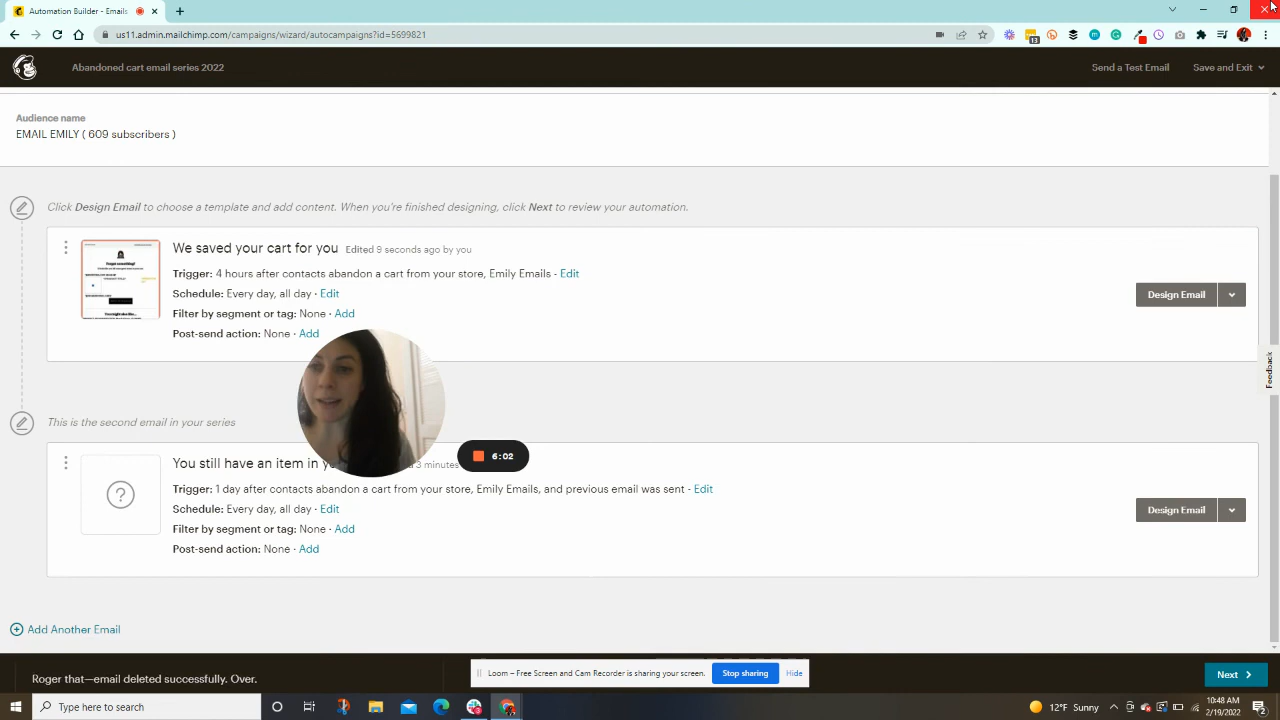 Automation Builder - Emails
us11.admin.mailchimp.com/campaigns/wizard/autocampaigns?id=5699821
13
Abandoned cart email series 2022
Send a Test Email
Save and Exit
Audience name
EMAIL EMILY ( 609 subscribers )
Click Design Email to choose a template and add content. When you're finished designing, click Next to review your automation.
We saved your cart for you Edited 9 seconds ago by you
Trigger: 4 hours after contacts abandon a cart from your store, Emily Emails - Edit
Schedule: Every day, all day · Edit
Filter by segment or tag: None · Add
Post-send action: None · Add
Design Email
Feedback
This is the second email in your series
6:02
You still have an item in
3 minutes
Trigger: 1 day after contacts abandon a cart from your store, Emily Emails, and previous email was sent - Edit
Schedule: Every day, all day · Edit
Filter by segment or tag: None · Add
Post-send action: None · Add
Design Email
?
Add Another Email
Roger that—email deleted successfully. Over.
Loom – Free Screen and Cam Recorder is sharing your screen.
Stop sharing
Hide
Next
Type here to search
12°F Sunny
10:48 AM
2/19/2022
2